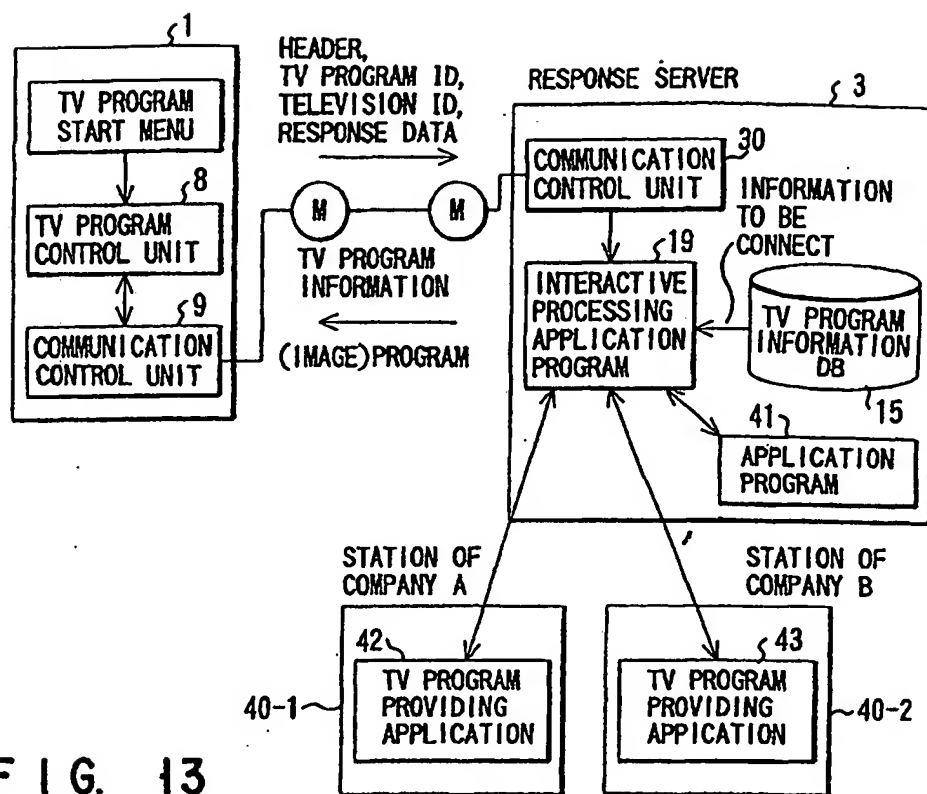 1
TV PROGRAM
START MENU
8
TV PROGRAM
CONTROL UNIT
9
COMMUNICATION
CONTROL UNIT
HEADER,
TV PROGRAM ID,
TELEVISION ID,
RESPONSE DATA
M
M
TV PROGRAM
INFORMATION
(IMAGE)PROGRAM
RESPONSE SERVER
3
COMMUNICATION
CONTROL UNIT
30
INFORMATION
TO BE
CONNECT
19
INTERACTIVE
PROCESSING
APPLICATION
PROGRAM
TV PROGRAM
INFORMATION
DB
15
41
APPLICATION
PROGRAM
STATION OF
COMPANY A
42
TV PROGRAM
PROVIDING
APPLICATION
40-1
STATION OF
COMPANY B
43
TV PROGRAM
PROVIDING
APPICATION
40-2
FIG. 13